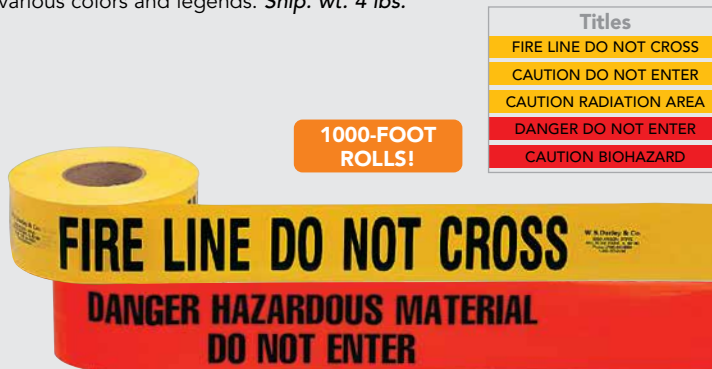 various colors and legends. Ship. wt. 4 lbs.
Titles
FIRE LINE DO NOT CROSS
CAUTION DO NOT ENTER
CAUTION RADIATION AREA
DANGER DO NOT ENTER
CAUTION BIOHAZARD
1000-FOOT
ROLLS!
FIRE LINE DO NOT CROSS
W.S. Darley & Co.
DANGER HAZARDOUS MATERIAL
DO NOT ENTER